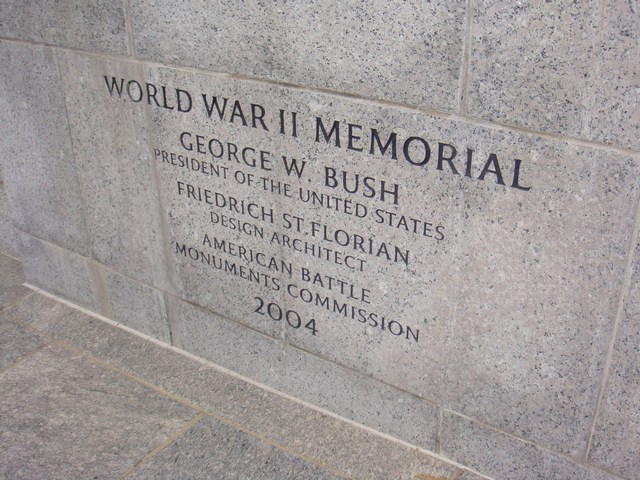 WORLD WAR II MEMORIAL
GEORGE W. BUSH
PRESIDENT OF THE UNITED STATES
FRIEDRICH ST.FLORIAN
DESIGN ARCHITECT
AMERICAN BATTLE
MONUMENTS COMMISSION
2004